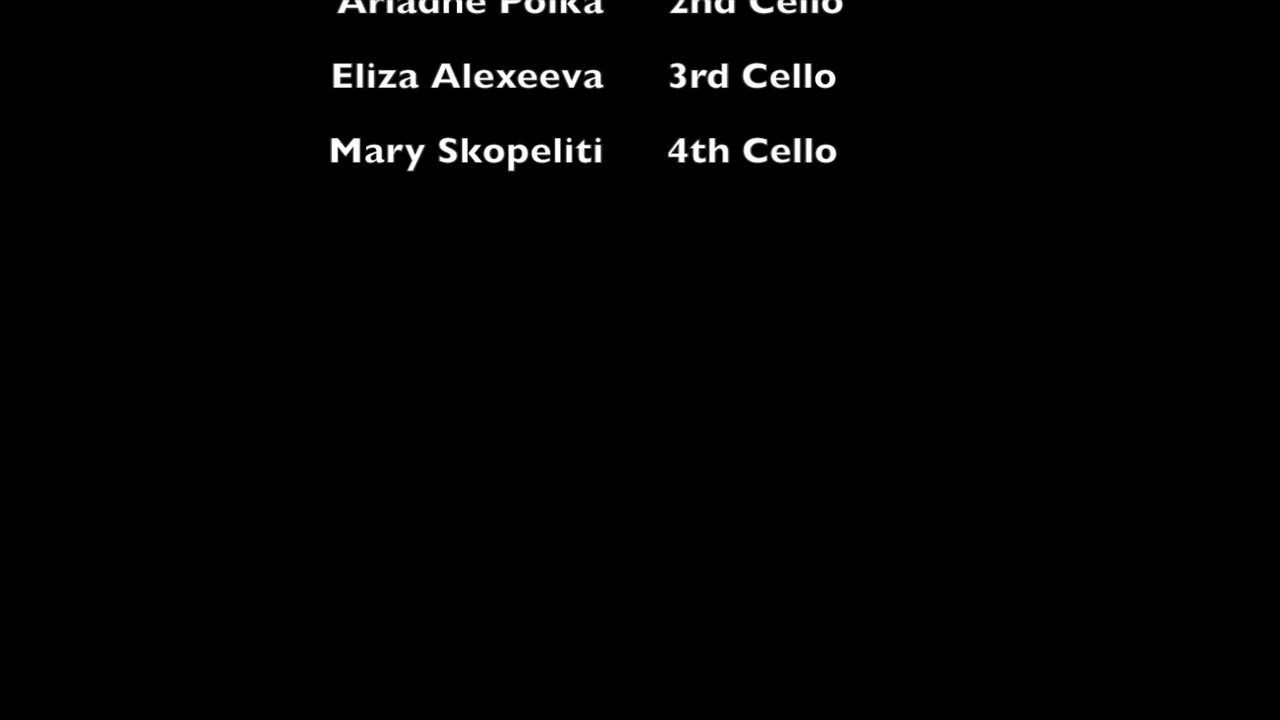 Ariadne Polka 2nd Cello
Eliza Alexeeva 3rd Cello
Mary Skopeliti 4th Cello